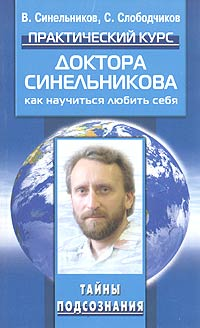 В. Синельников, С. Слободчиков
ПРАКТИЧЕСКИЙ КУРС
ДОКТОРА
СИНЕЛЬНИКОВА
как научиться любить себя
ТАЙНЫ
ПОДСОЗНАНИЯ